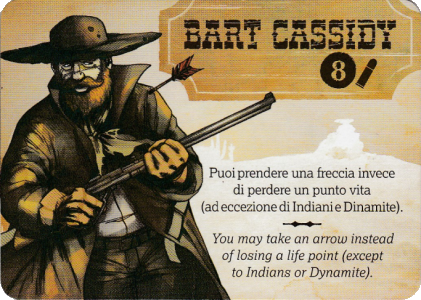 BART CASSIDY
8
Puoi prendere una freccia invece
di perdere un punto vita
(ad eccezione di Indiani e Dinamite).
You may take an arrow instead
of losing a life point (except
to Indians or Dynamite).